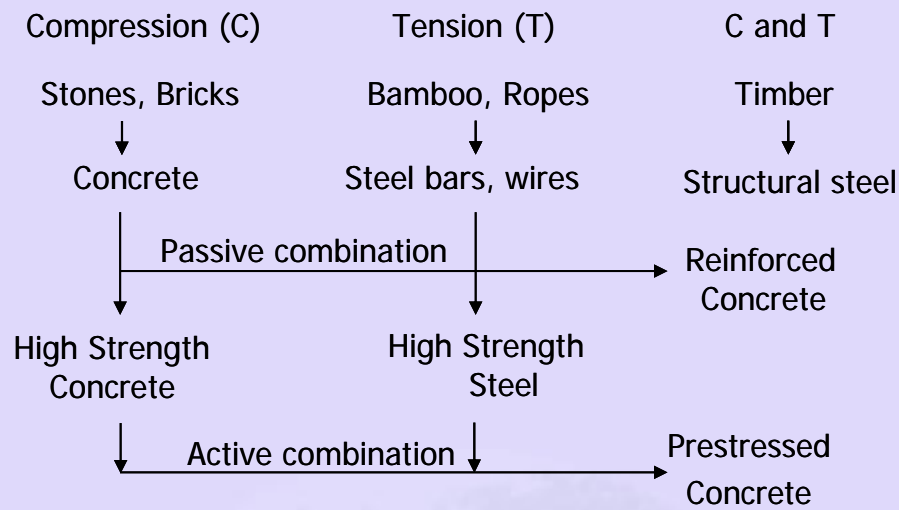 Compression (C) Tension (T) C and T
Stones, Bricks Bamboo, Ropes Timber
Concrete Steel bars, wires Structural steel
Passive combination
Reinforced
Concrete
High Strength
Concrete
High Strength
Steel
Active combination
Prestressed
Concrete